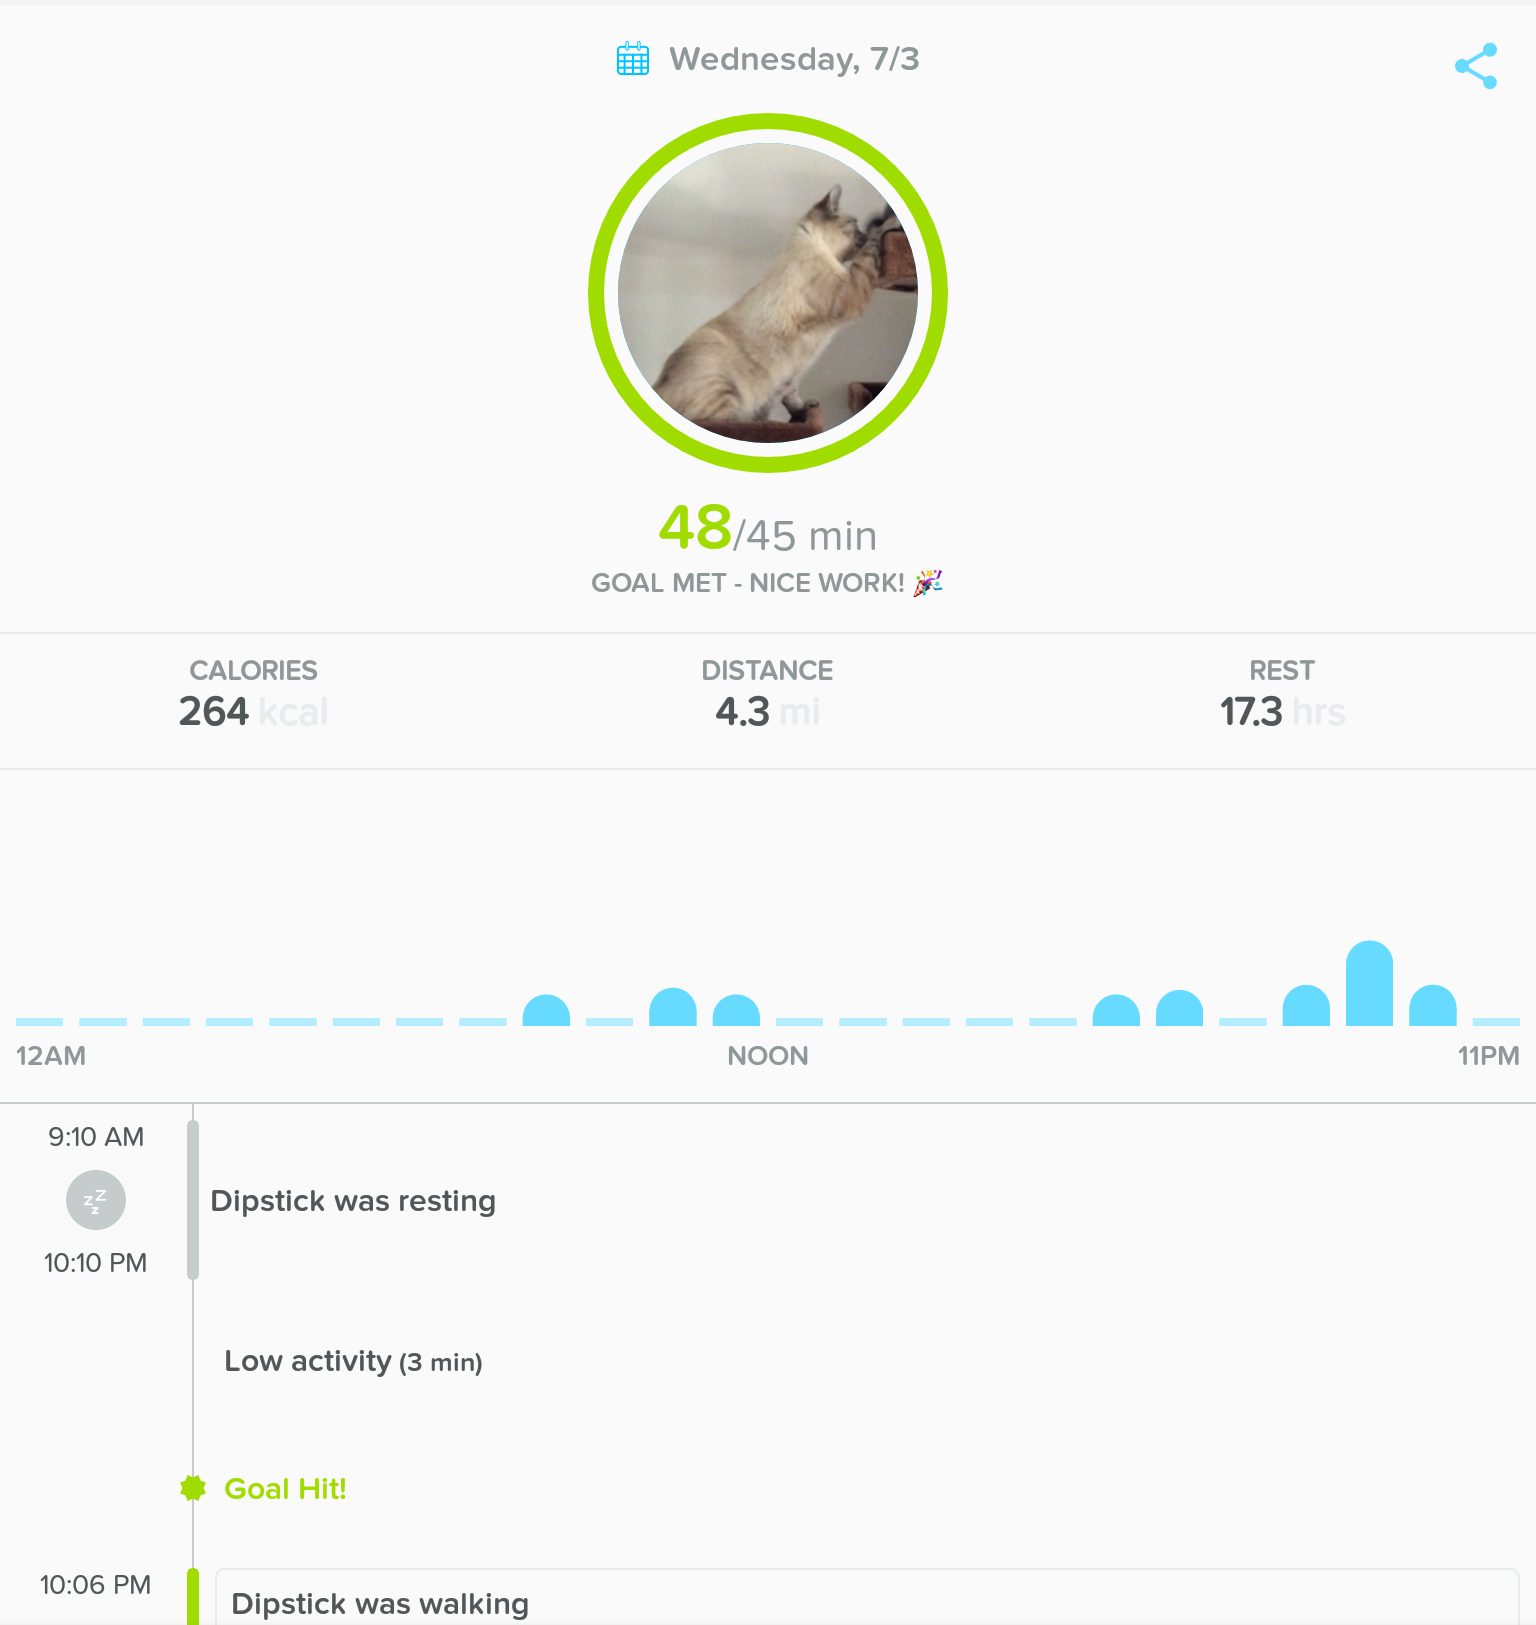 Wednesday, 7/3
48/45 min
GOAL MET - NICE WORK! 🎉
CALORIES
264 kcal
DISTANCE
4.3 mi
REST
17.3 hrs
12AM
NOON
11PM
9:10 AM
zZz
Dipstick was resting
10:10 PM
Low activity (3 min)
Goal Hit!
10:06 PM
Dipstick was walking